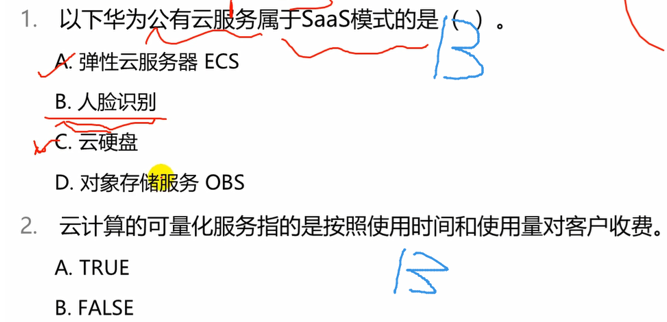 1. 以下华为公有云服务属于SaaS模式的是（ ）。
B
A. 弹性云服务器 ECS
B. 人脸识别
C. 云硬盘
D. 对象存储服务 OBS
2. 云计算的可量化服务指的是按照使用时间和使用量对客户收费。
B
A. TRUE
B. FALSE